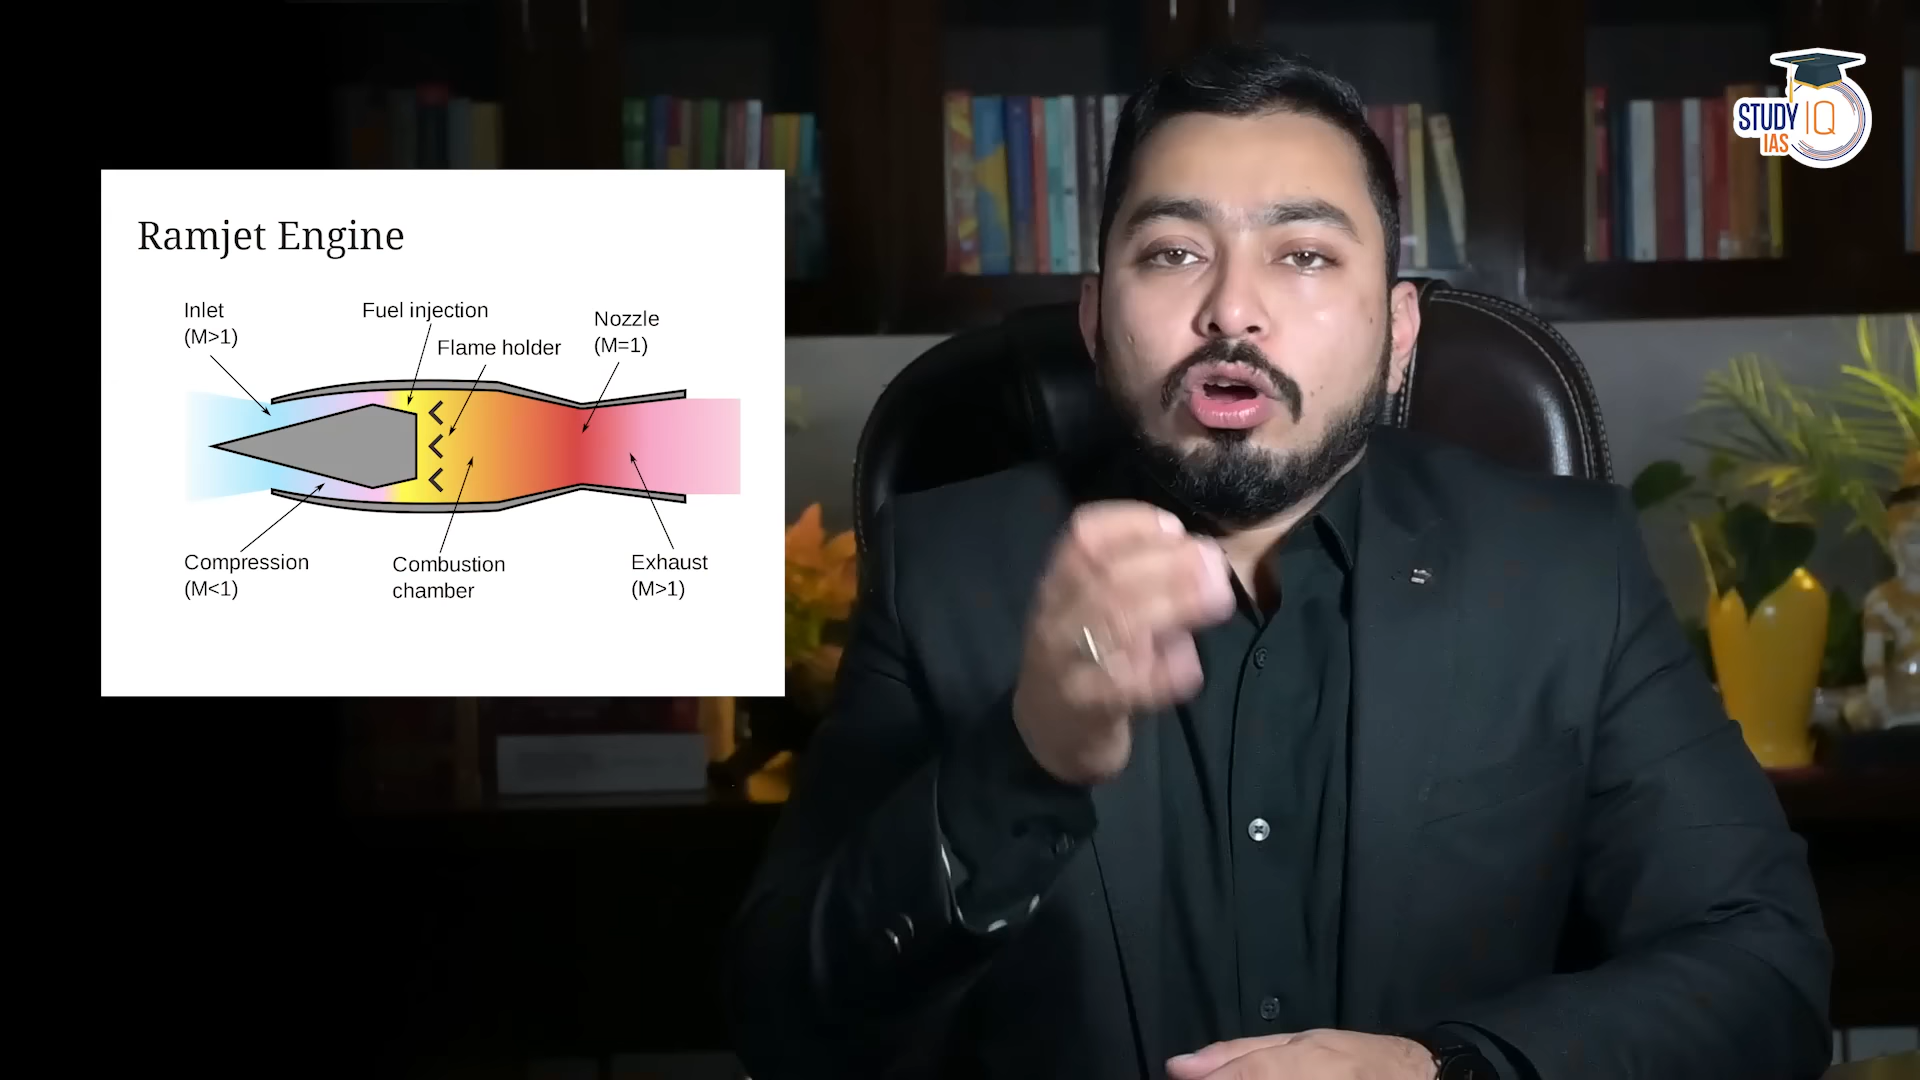 Ramjet Engine
Inlet
(M>1)
Fuel injection
Flame holder
Nozzle
(M=1)
Compression
(M<1)
Combustion
chamber
Exhaust
(M>1)
STUDY IQ
IAS